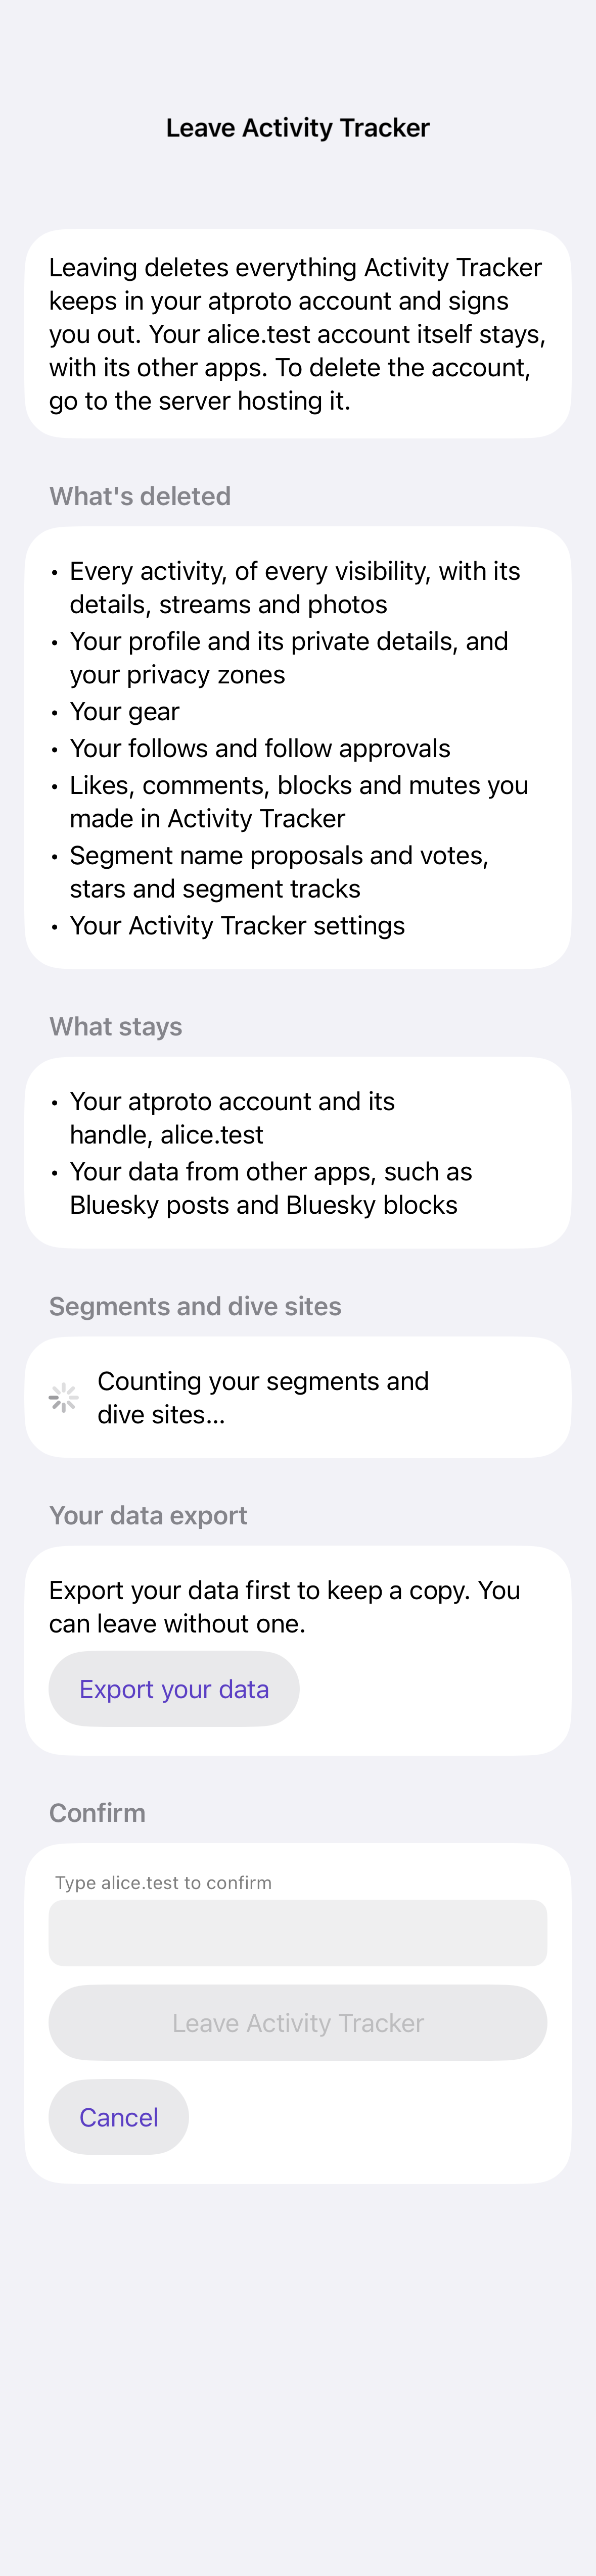 Leave Activity Tracker
Leaving deletes everything Activity Tracker
keeps in your atproto account and signs
you out. Your alice.test account itself stays,
with its other apps. To delete the account,
go to the server hosting it.
What's deleted
• Every activity, of every visibility, with its
details, streams and photos
• Your profile and its private details, and
your privacy zones
• Your gear
• Your follows and follow approvals
• Likes, comments, blocks and mutes you
made in Activity Tracker
• Segment name proposals and votes,
stars and segment tracks
• Your Activity Tracker settings
What stays
• Your atproto account and its
handle, alice.test
• Your data from other apps, such as
Bluesky posts and Bluesky blocks
Segments and dive sites
Counting your segments and
dive sites...
Your data export
Export your data first to keep a copy. You
can leave without one.
Export your data
Confirm
Type alice.test to confirm
Leave Activity Tracker
Cancel